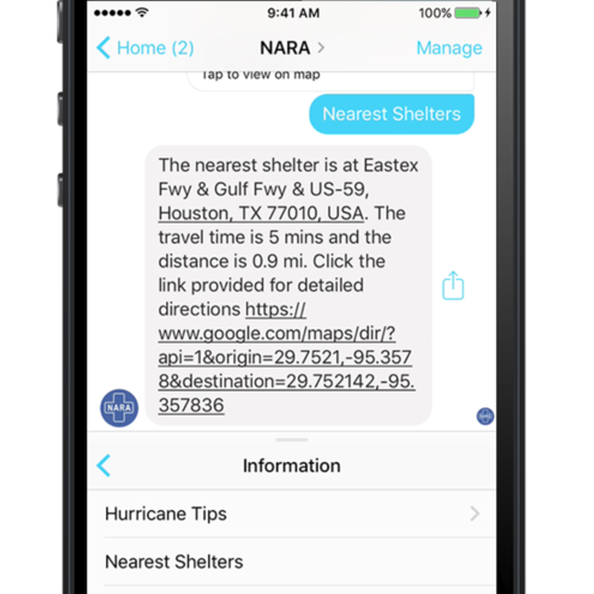 9:41 AM
100%
Home (2)
NARA
Manage
Tap to view on map
Nearest Shelters
The nearest shelter is at Eastex
Fwy & Gulf Fwy & US-59,
Houston, TX 77010, USA. The
travel time is 5 mins and the
distance is 0.9 mi. Click the
link provided for detailed
directions https://
www.google.com/maps/dir/?
api=1&origin=29.7521,-95.357
8&destination=29.752142,-95.
357836
NARA
Information
Hurricane Tips
Nearest Shelters